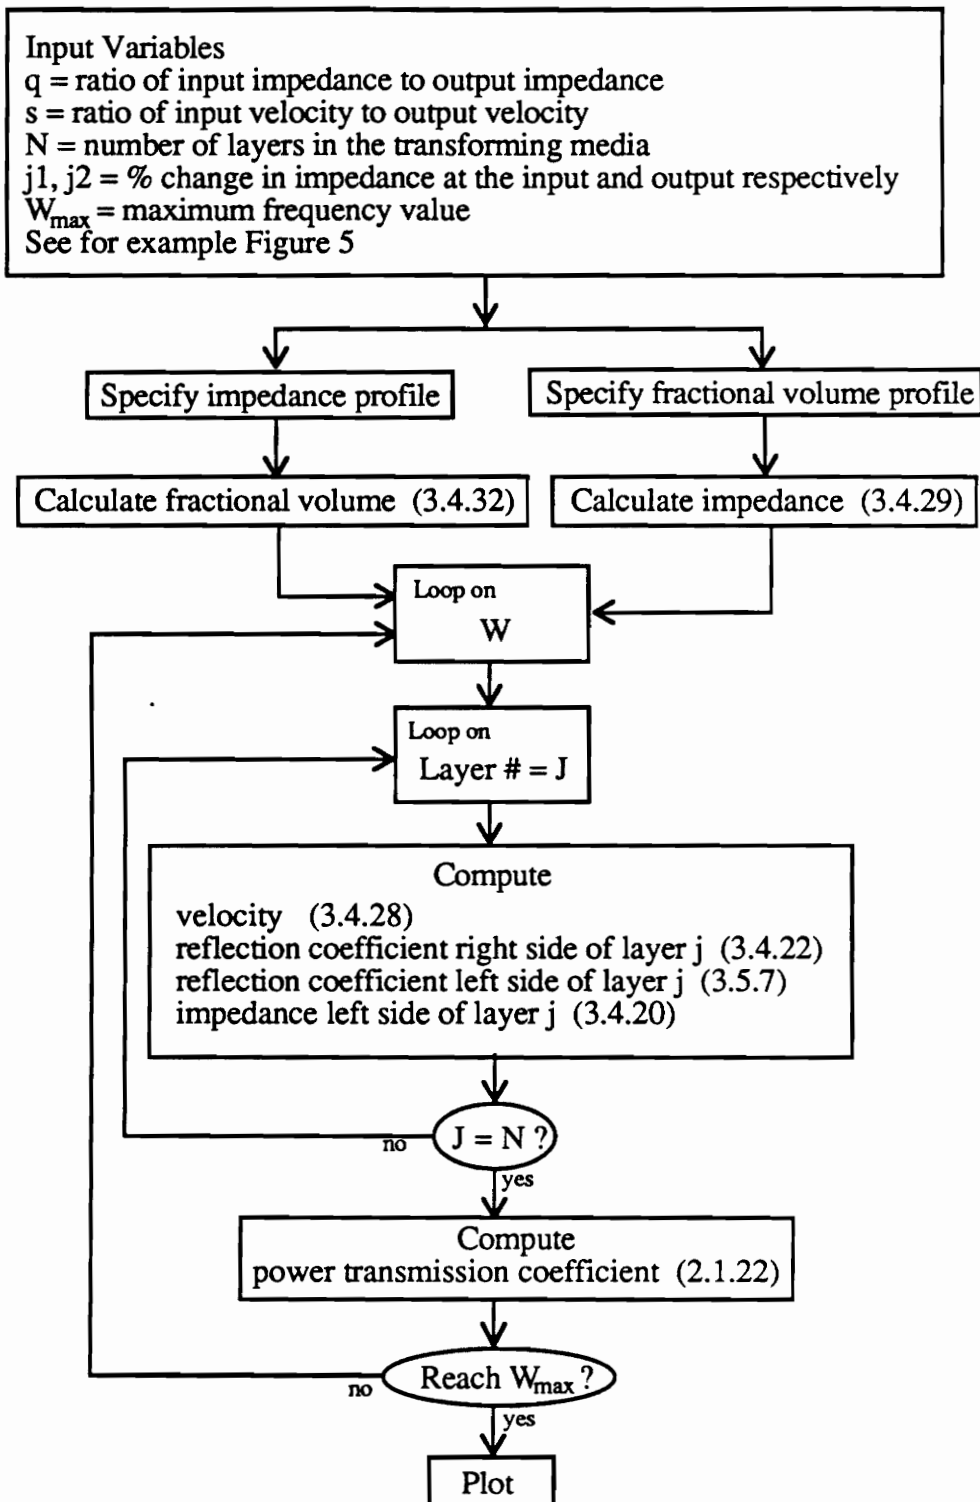 Input Variables
q = ratio of input impedance to output impedance
s = ratio of input velocity to output velocity
N = number of layers in the transforming media
j1, j2 = % change in impedance at the input and output respectively
Wmax = maximum frequency value
See for example Figure 5
Specify impedance profile
Specify fractional volume profile
Calculate fractional volume (3.4.32)
Calculate impedance (3.4.29)
Loop on
W
Loop on
Layer # = J
Compute
velocity (3.4.28)
reflection coefficient right side of layer j (3.4.22)
reflection coefficient left side of layer j (3.5.7)
impedance left side of layer j (3.4.20)
J = N ?
no
yes
Compute
power transmission coefficient (2.1.22)
Reach Wmax ?
no
yes
Plot